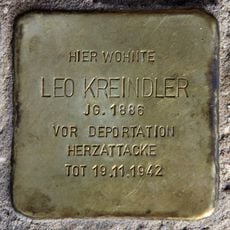 HIER WOHNTE
LEO KREINDLER
JG. 1886
VOR DEPORTATION
HERZATTACKE
TOT 19.11.1942